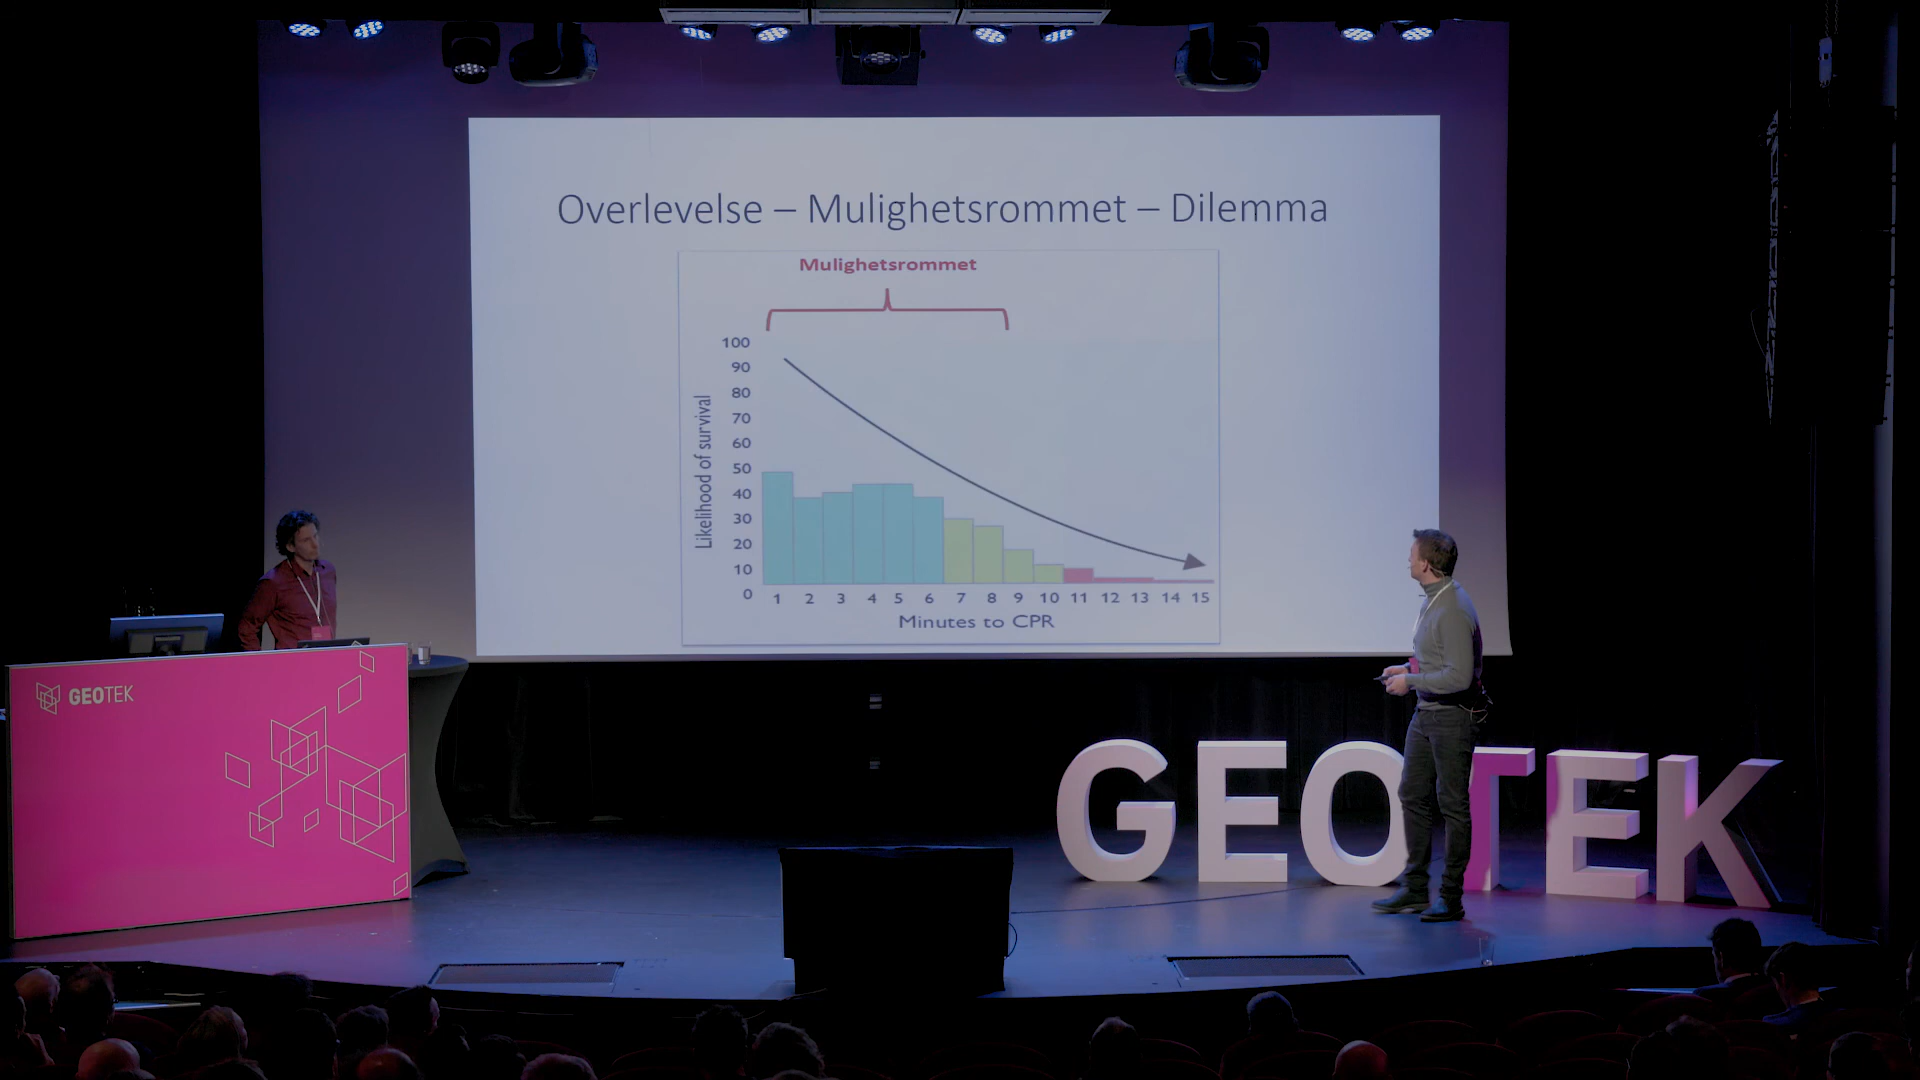 Overlevelse – Mulighetsrommet – Dilemma
Mulighetsrommet
100
90
80
70
60
50
40
30
20
10
0
Likelihood of survival
1 2 3 4 5 6 7 8 9 10 11 12 13 14 15
Minutes to CPR
GEOTEK
GEOTEK